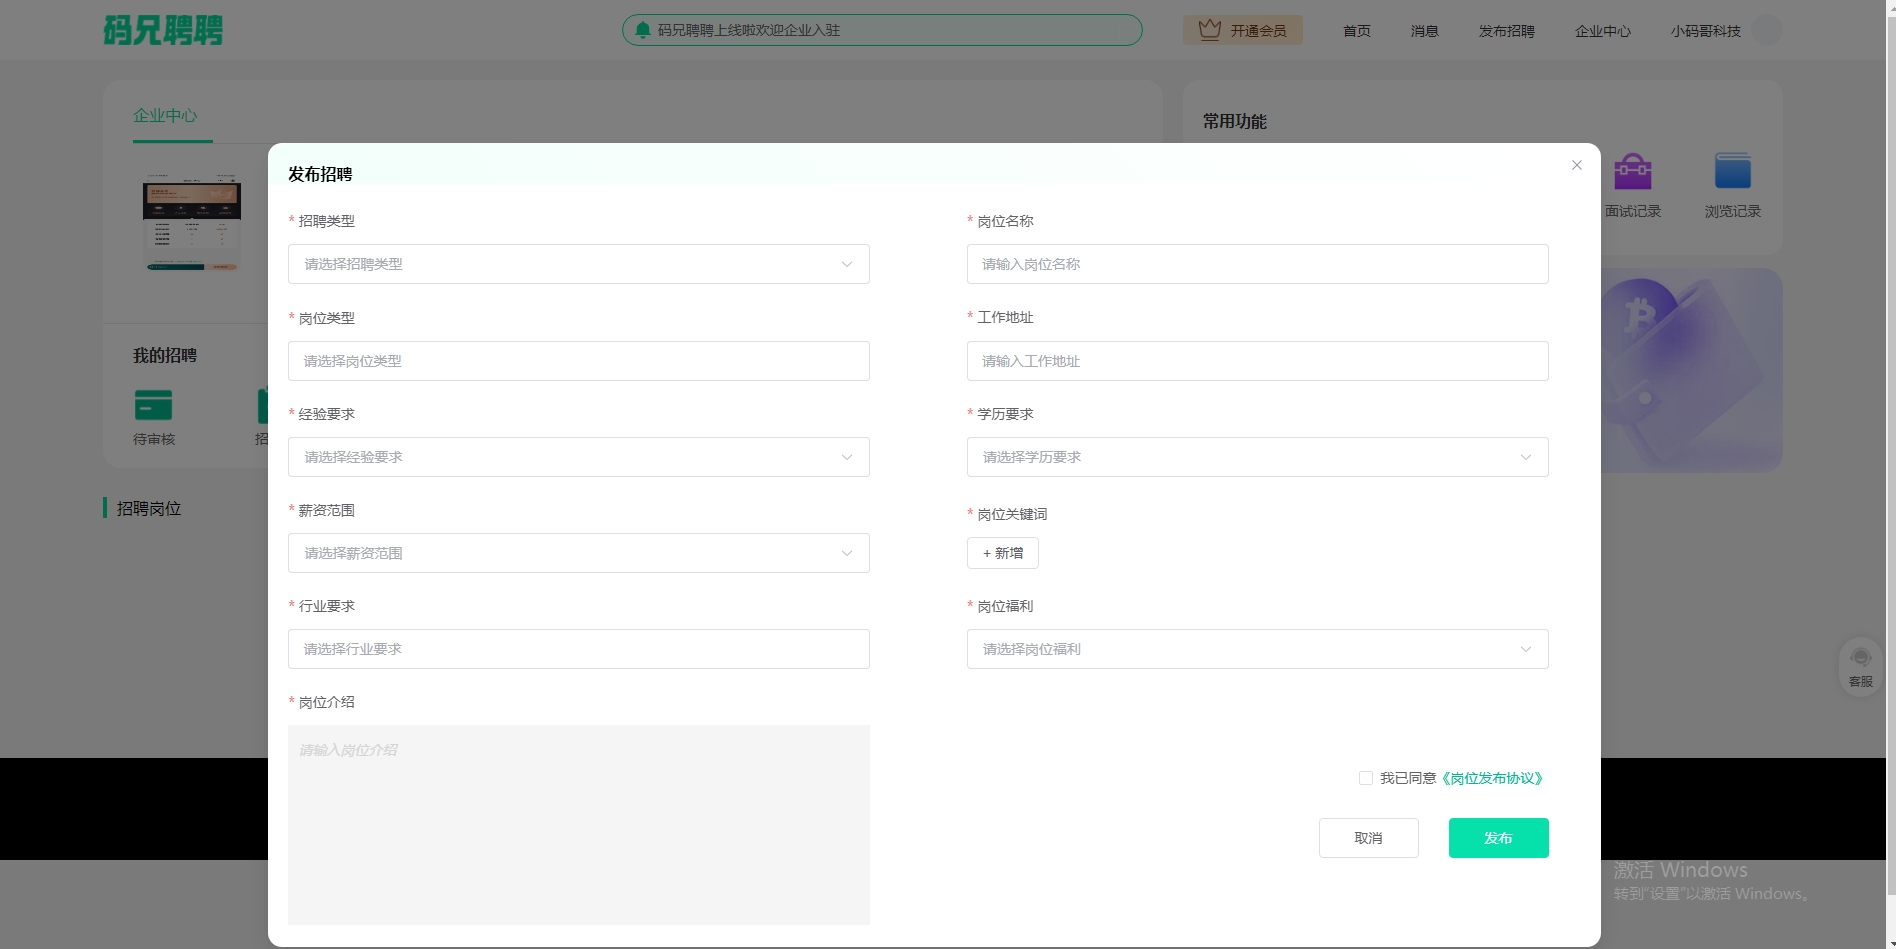 码兄聘聘
码兄聘聘上线啦欢迎企业入驻
开通会员
首页
消息
发布招聘
企业中心
小码哥科技
企业中心
常用功能
面试记录
浏览记录
我的招聘
待审核
招
招聘岗位
发布招聘
* 招聘类型
请选择招聘类型
* 岗位名称
请输入岗位名称
* 岗位类型
请选择岗位类型
* 工作地址
请输入工作地址
* 经验要求
请选择经验要求
* 学历要求
请选择学历要求
* 薪资范围
请选择薪资范围
* 岗位关键词
+ 新增
* 行业要求
请选择行业要求
* 岗位福利
请选择岗位福利
* 岗位介绍
请输入岗位介绍
我已同意《岗位发布协议》
取消
发布
客服
激活 Windows
转到“设置”以激活 Windows。